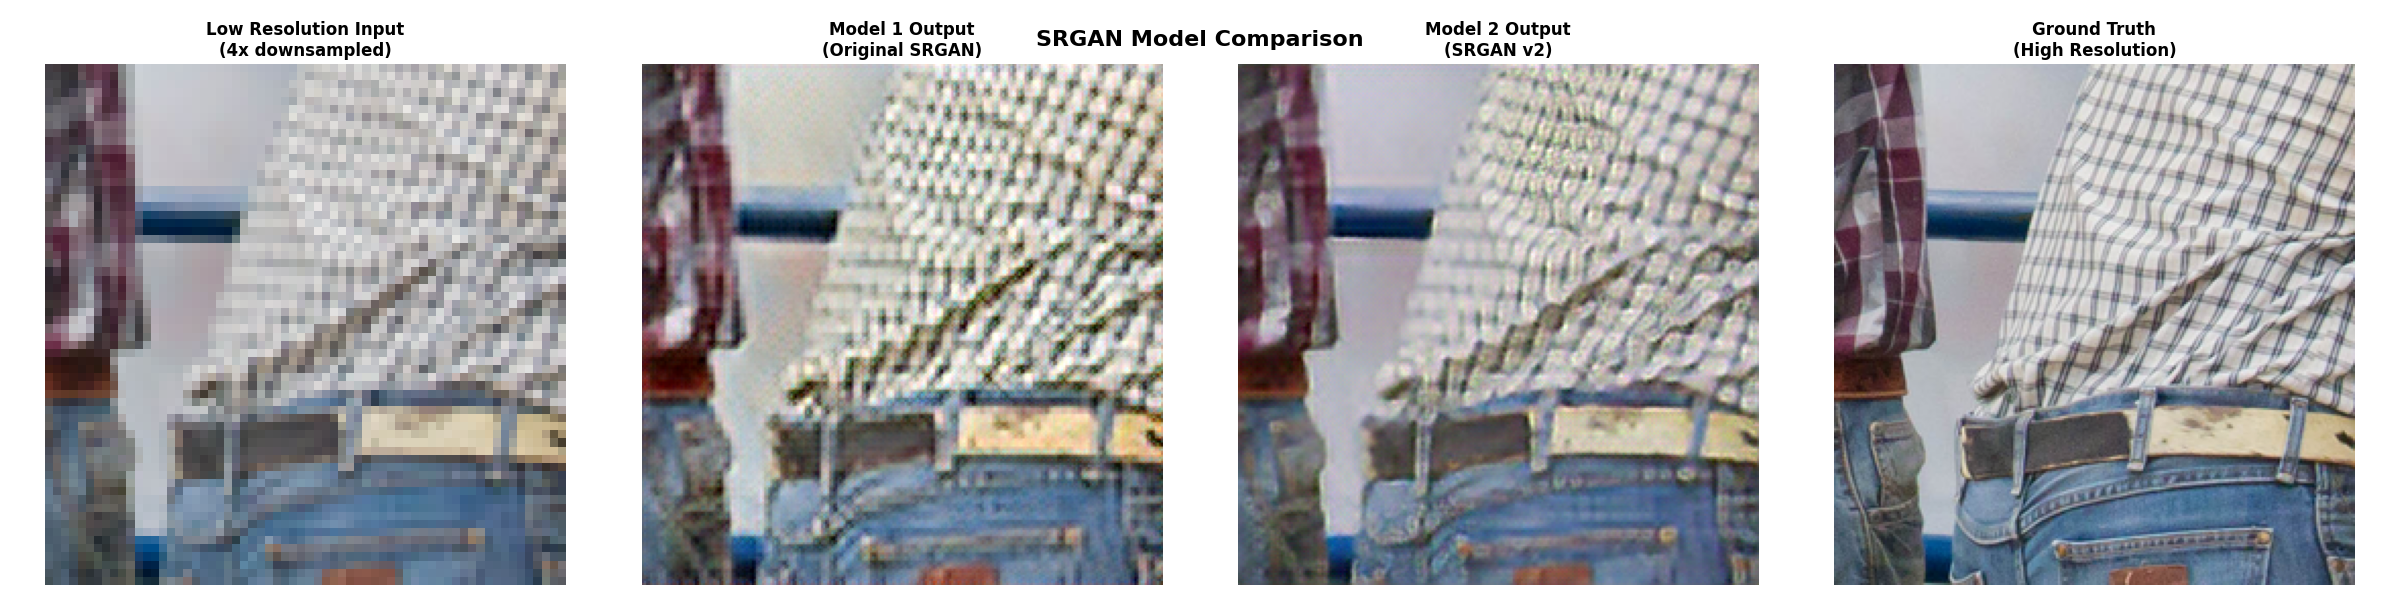 SRGAN Model Comparison
Low Resolution Input
(4x downsampled)
Model 1 Output
(Original SRGAN)
Model 2 Output
(SRGAN v2)
Ground Truth
(High Resolution)